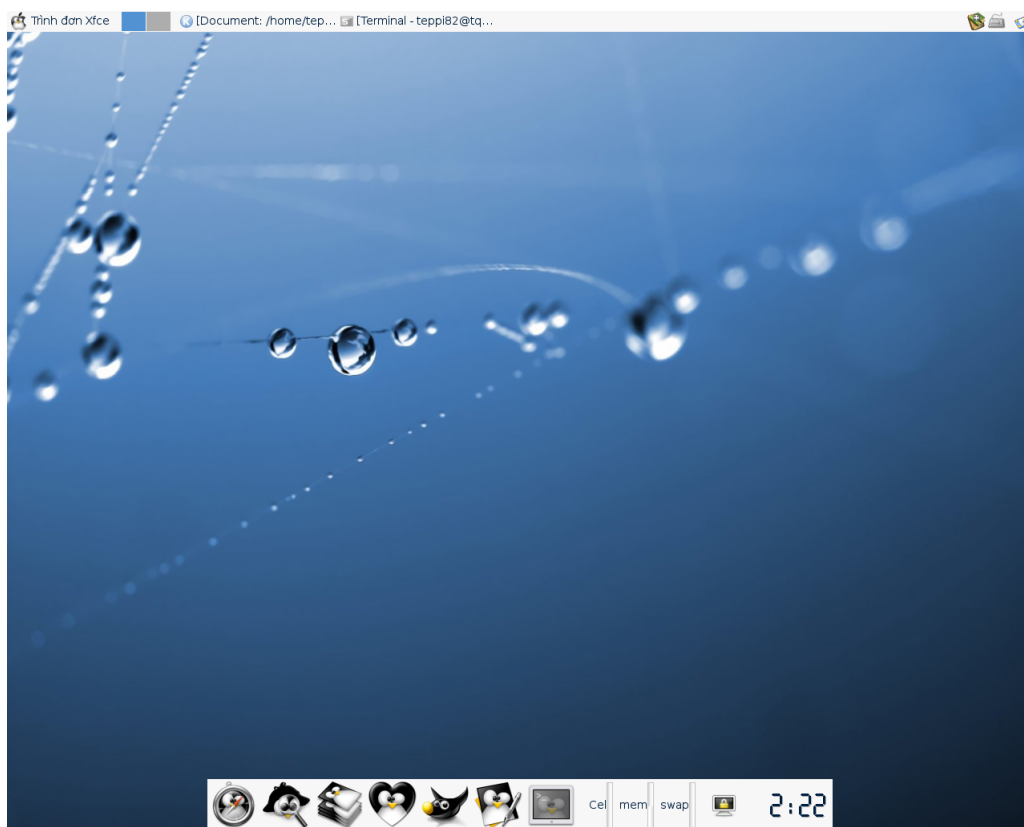 Trình đơn Xfce
[Document: /home/tep...
[Terminal - teppi82@tq...
Cel mem swap
2:22